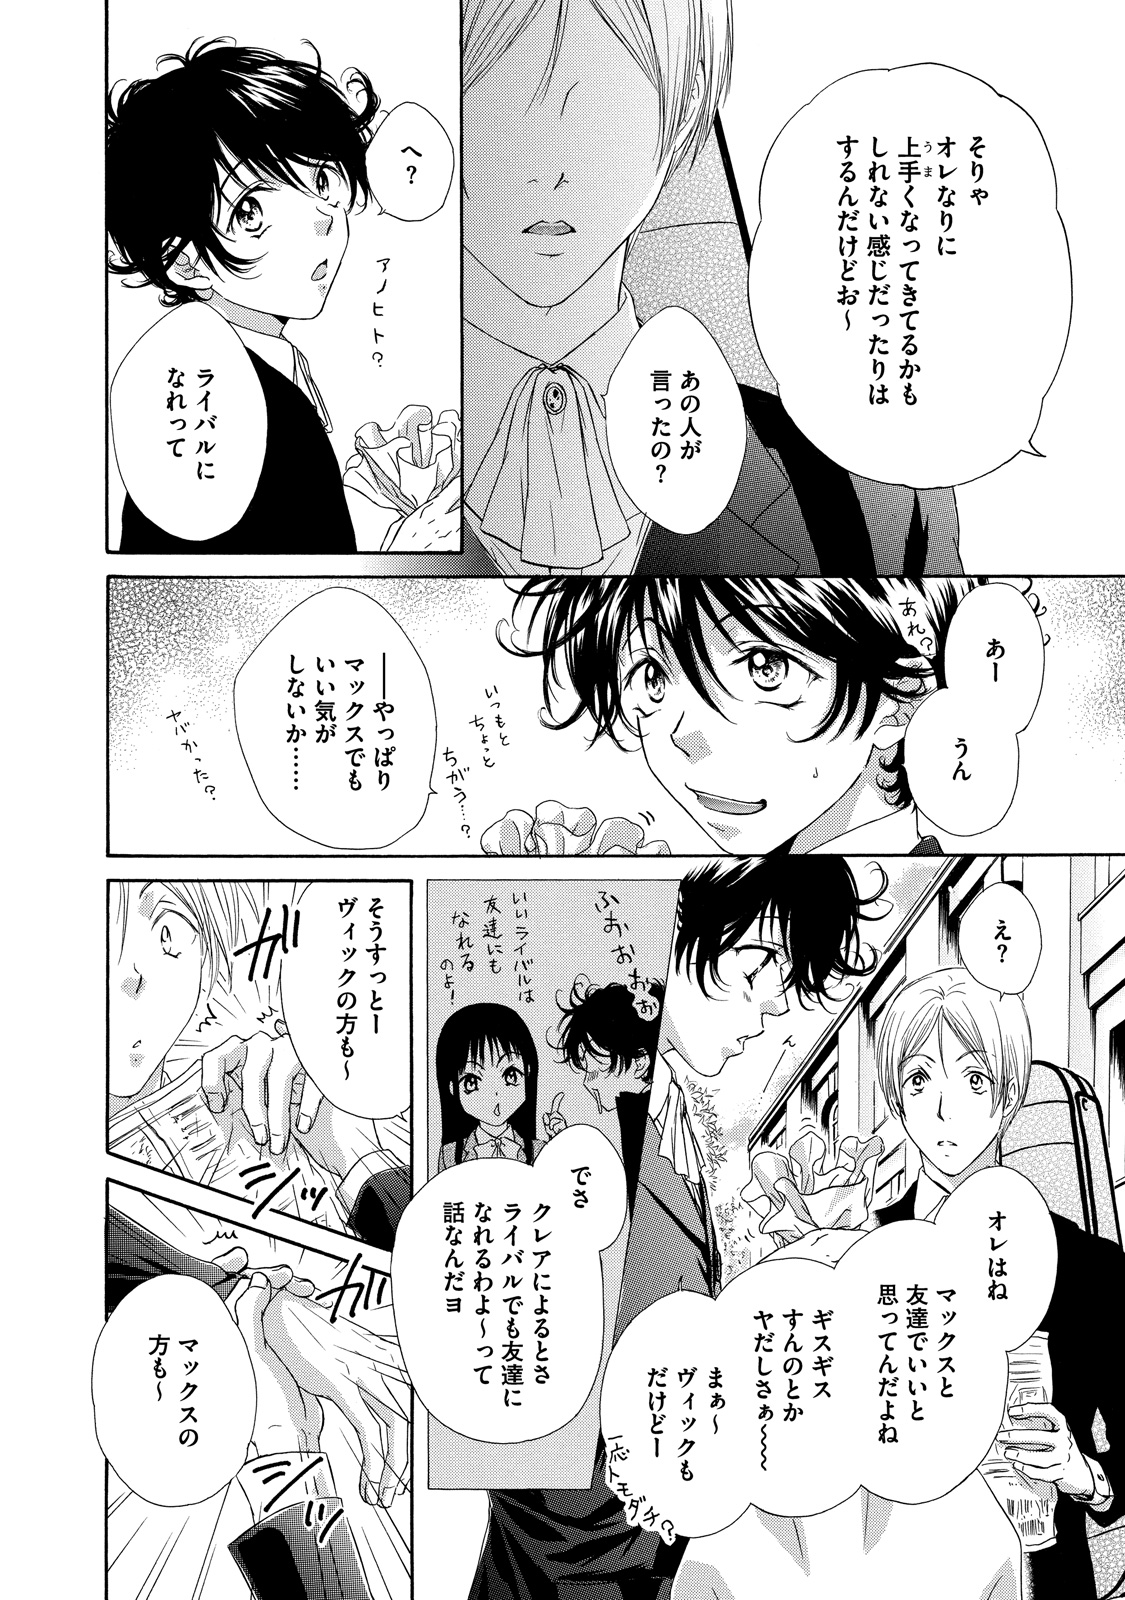 そりゃ
オレなりに
上手くなってきてるかも
うま
しれない感じだったりは
するんだけどお～
あの人が
言ったの？
へ？
アノヒト？
ライバルに
なれって
あー
うん
あれ？
いつもと
ちょっと
ちがう…？
――やっぱり
マックスでも
いい気が
しないか……
ヤバかった？
え？
オレはね
マックスと
友達でいいと
思ってんだよね
ギスギス
すんのとか
ヤだしさぁ～～～
まぁ～
ヴィックも
だけどー
一応トモダチ？
ん
ふおおおぉ
いいライバルは
友達にも
なれる
のよ！
でさ
クレアによるとさ
ライバルでも友達に
なれるわよ～って
話なんだヨ
そうすっとー
ヴィックの方も～
ガシッ
ガシッ
マックスの
方も～